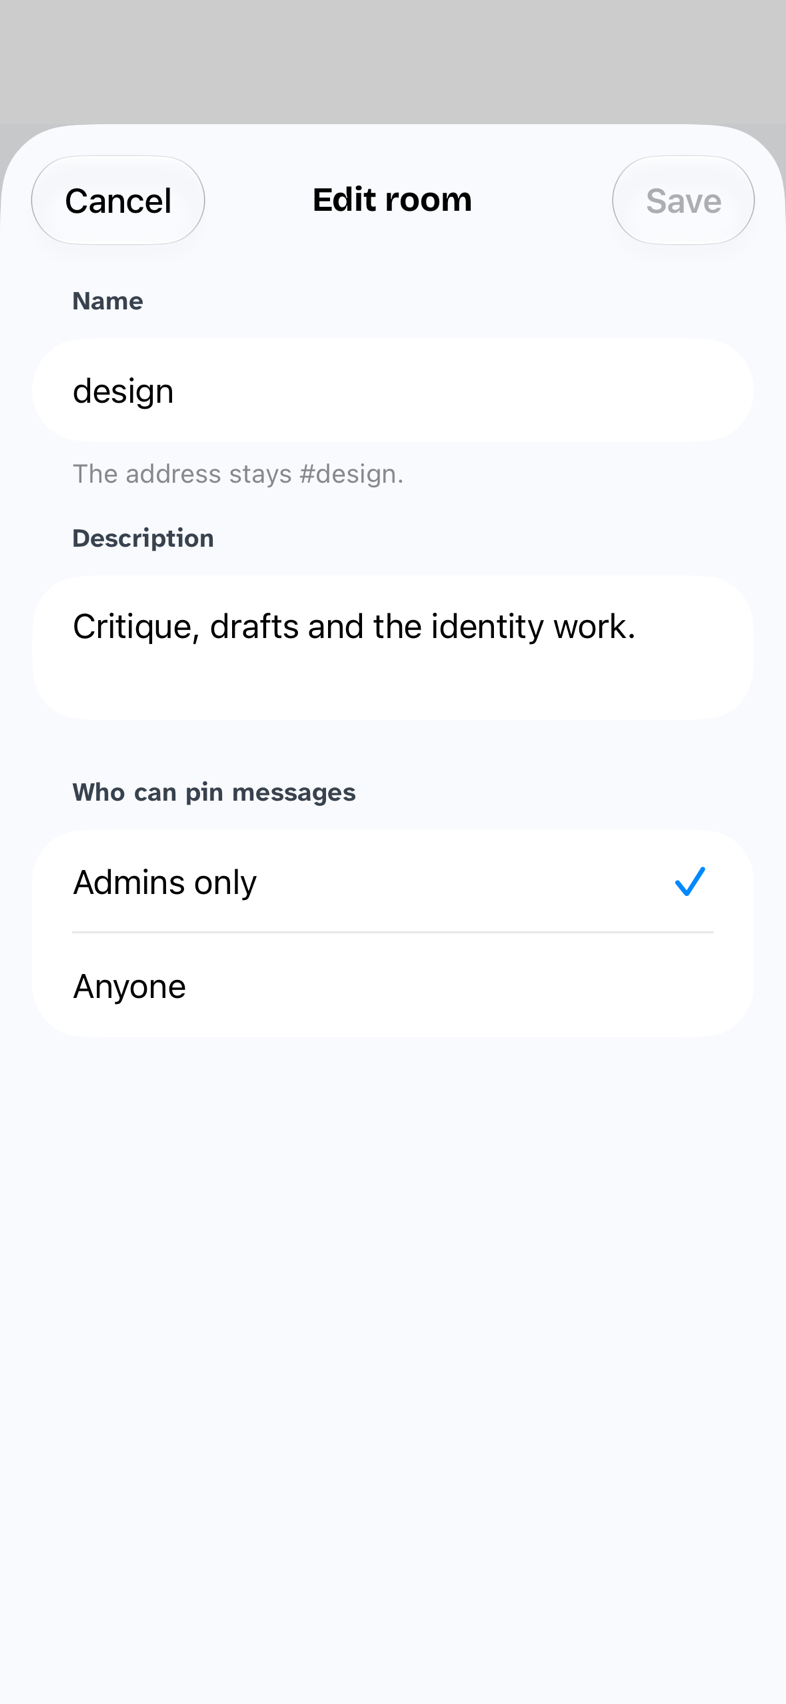 Cancel
Edit room
Save
Name
design
The address stays #design.
Description
Critique, drafts and the identity work.
Who can pin messages
Admins only
Anyone